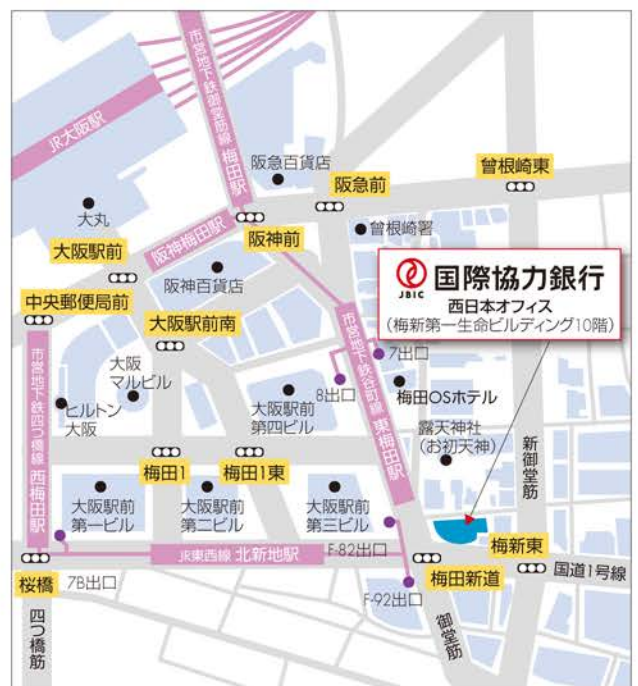 市営地下鉄御堂筋線 梅田駅
JR大阪駅
阪急百貨店
阪急前
曾根崎東
大丸
阪神梅田駅
阪神前
曾根崎署
大阪駅前
阪神百貨店
JBIC
国際協力銀行
西日本オフィス
(梅新第一生命ビルディング10階)
中央郵便局前
大阪駅前南
市営地下鉄四つ橋線 西梅田駅
大阪
マルビル
ヒルトン
大阪
市営地下鉄谷町線 東梅田駅
7出口
8出口
梅田OSホテル
大阪駅前
第四ビル
露天神社
(お初天神)
新御堂筋
梅田1
梅田1東
大阪駅前
第一ビル
大阪駅前
第二ビル
大阪駅前
第三ビル
F-82出口
JR東西線 北新地駅
梅新東
国道1号線
梅田新道
桜橋
7B出口
F-92出口
四つ橋筋
御堂筋